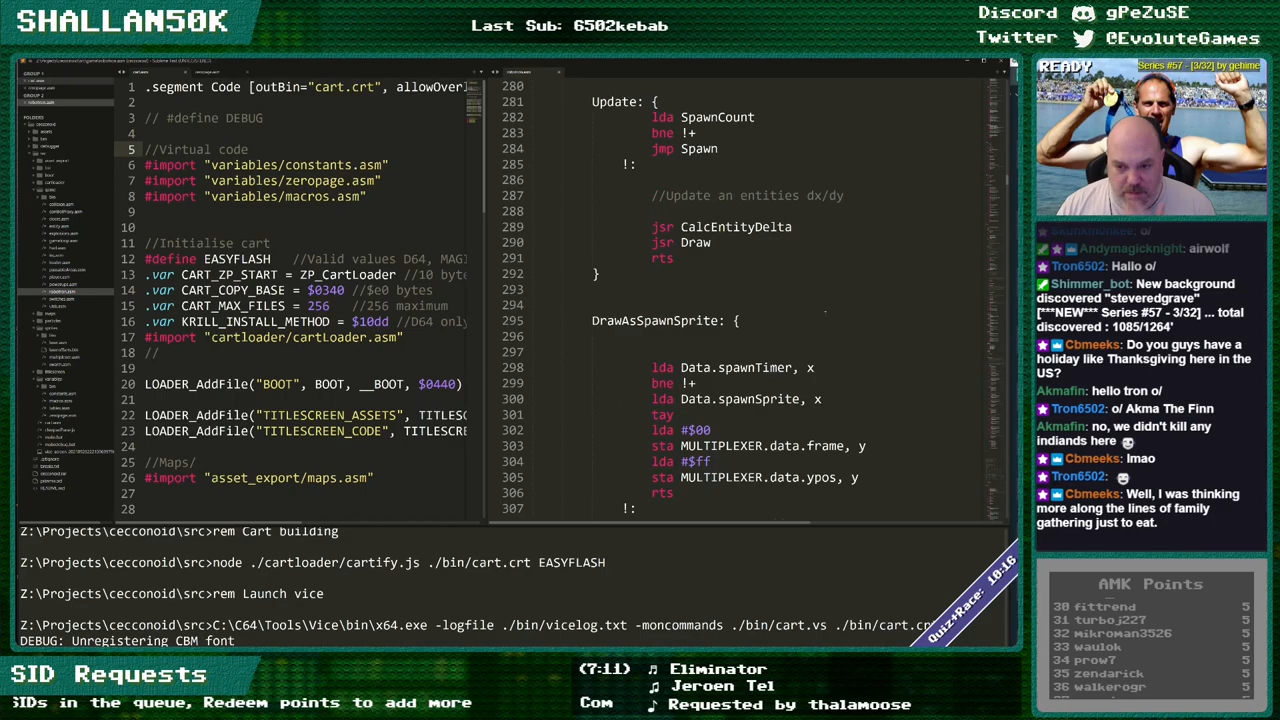 SHALLAN50K
Last Sub: 6502kebab
Discord gPeZuSE
Twitter @EvoluteGames
1 .segment Code [outBin="cart.crt", allowOver
2
3 // #define DEBUG
4
5 //Virtual code
6 #import "variables/constants.asm"
7 #import "variables/zeropage.asm"
8 #import "variables/macros.asm"
9
10
11 //Initialise cart
12 #define EASYFLASH //Valid values D64, MAGI
13 .var CART_ZP_START = ZP_CartLoader //10 byte
14 .var CART_COPY_BASE = $0340 //$e0 bytes
15 .var CART_MAX_FILES = 256 //256 maximum
16 .var KRILL_INSTALL_METHOD = $10dd //D64 only
17 #import "cartloader/cartLoader.asm"
18 //
19
20 LOADER_AddFile("BOOT", BOOT, __BOOT, $0440)
21
22 LOADER_AddFile("TITLESCREEN_ASSETS", TITLESC
23 LOADER_AddFile("TITLESCREEN_CODE", TITLESCR
24
25 //Maps/
26 #import "asset_export/maps.asm"
27
28
280
281 Update: {
282 lda SpawnCount
283 bne !+
284 jmp Spawn
285 !:
286
287 //Update an entities dx/dy
288
289 jsr CalcEntityDelta
290 jsr Draw
291 rts
292 }
293
294
295 DrawAsSpawnSprite: {
296
297
298 lda Data.spawnTimer, x
299 bne !+
300 lda Data.spawnSprite, x
301 tay
302 lda #$00
303 sta MULTIPLEXER.data.frame, y
304 lda #$ff
305 sta MULTIPLEXER.data.ypos, y
306 rts
307 !:
Z:\Projects\cecconoid\src>rem Cart building
Z:\Projects\cecconoid\src>node ./cartloader/cartify.js ./bin/cart.crt EASYFLASH
Z:\Projects\cecconoid\src>rem Launch vice
Z:\Projects\cecconoid\src>C:\C64\Tools\Vice\bin\x64.exe -logfile ./bin/vicelog.txt -moncommands ./bin/cart.vs ./bin/cart.crt
DEBUG: Unregistering CBM font
Quiz+Race: 10:16
READY
Series #57 - [3/32] by gehime
Andymagicknight: airwolf
Tron6502: Hallo o/
Shimmer_bot: New background
discovered "steveredgrave"
[***NEW*** Series #57 - 3/32] ... total
discovered : 1085/1264'
Cbmeeks: Do you guys have a
holiday like Thanksgiving here in the
US?
Akmafin: hello tron o/
Tron6502: o/ Akma The Finn
Akmafin: no, we didn't kill any
indiands here
Cbmeeks: lmao
Tron6502:
Cbmeeks: Well, I was thinking
more along the lines of family
gathering just to eat.
AMK Points
30 fittrend 5
31 turboj227 5
32 mikroman3526 5
33 waulok 5
34 prow7 5
35 zendarick 5
36 walkerogr 5
SID Requests
SIDs in the queue, Redeem points to add more
(7:11) Eliminator
Jeroen Tel
Com Requested by thalamoose